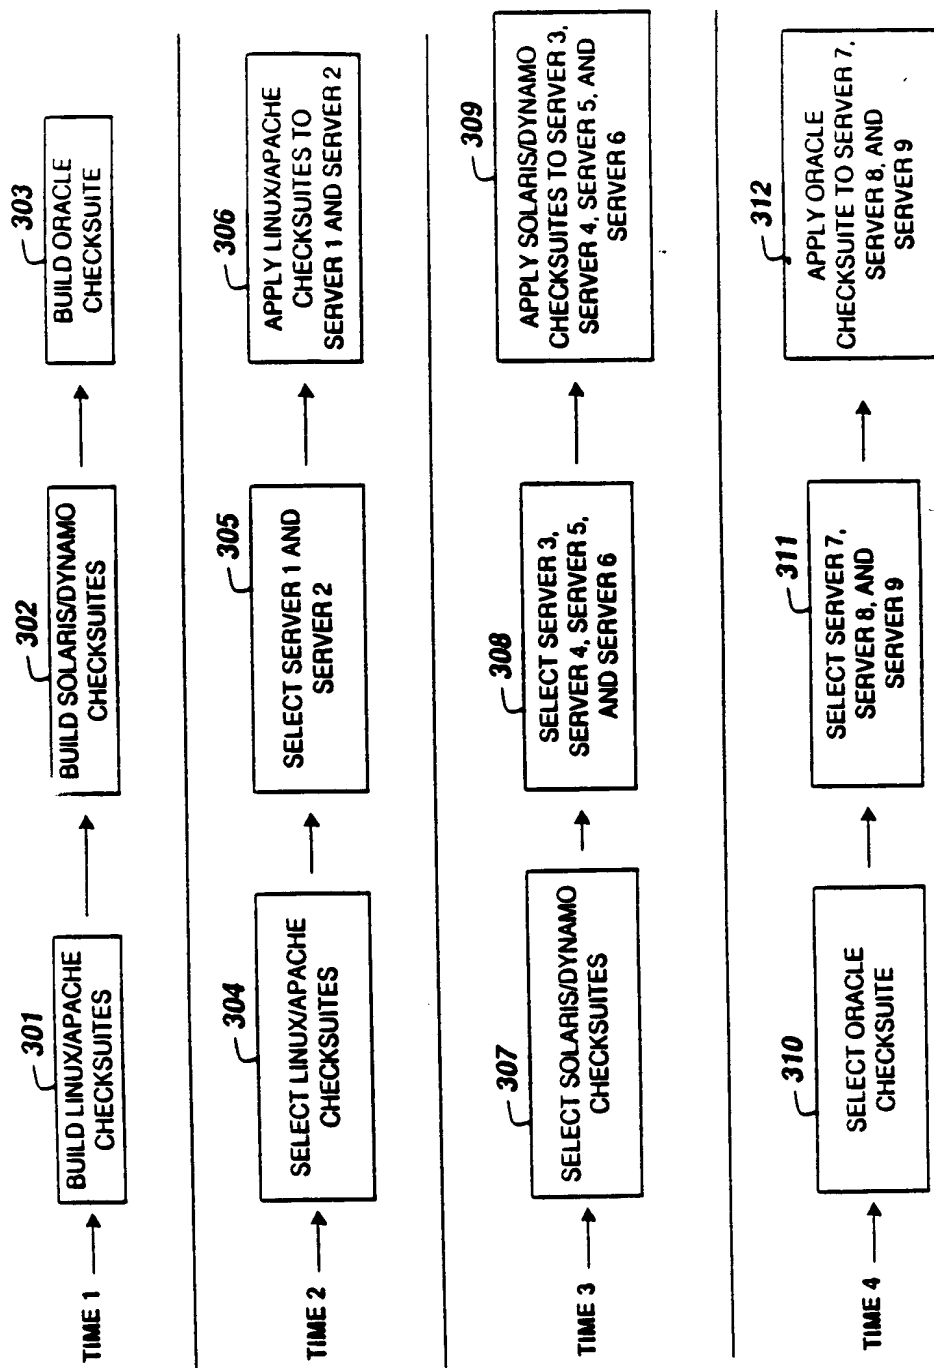 TIME 1
301
BUILD LINUX/APACHE
CHECKSUITES
302
BUILD SOLARIS/DYNAMO
CHECKSUITES
303
BUILD ORACLE
CHECKSUITE
TIME 2
304
SELECT LINUX/APACHE
CHECKSUITES
305
SELECT SERVER 1 AND
SERVER 2
306
APPLY LINUX/APACHE
CHECKSUITES TO
SERVER 1 AND SERVER 2
TIME 3
307
SELECT SOLARIS/DYNAMO
CHECKSUITES
308
SELECT SERVER 3,
SERVER 4, SERVER 5,
AND SERVER 6
309
APPLY SOLARIS/DYNAMO
CHECKSUITES TO SERVER 3,
SERVER 4, SERVER 5, AND
SERVER 6
TIME 4
310
SELECT ORACLE
CHECKSUITE
311
SELECT SERVER 7,
SERVER 8, AND
SERVER 9
312
APPLY ORACLE
CHECKSUITE TO SERVER 7,
SERVER 8, AND
SERVER 9